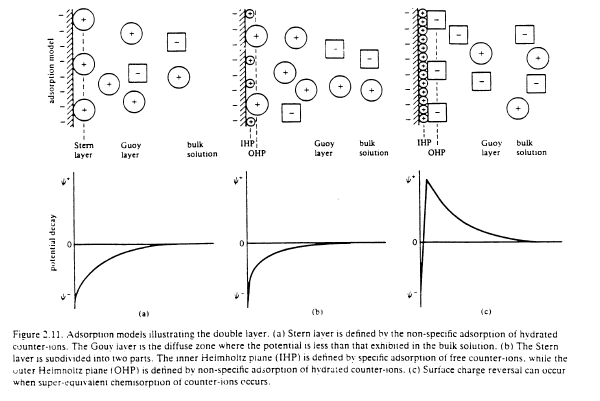 adsorption model
Stern layer
Guoy layer
bulk solution
IHP
OHP
Guoy layer
bulk solution
IHP
OHP
Guoy layer
bulk solution
potential decay
ψ+
0
ψ-
(a)
ψ+
0
ψ-
(b)
ψ+
0
ψ-
(c)
Figure 2.11. Adsorption models illustrating the double layer. (a) Stern layer is defined by the non-specific adsorption of hydrated
counter-ions. The Gouy layer is the diffuse zone where the potential is less than that exhibited in the bulk solution. (b) The Stern
layer is subdivided into two parts. The inner Helmholtz plane (IHP) is defined by specific adsorption of free counter-ions, while the
outer Helmholtz plane (OHP) is defined by non-specific adsorption of hydrated counter-ions. (c) Surface charge reversal can occur
when super-equivalent chemisorption of counter-ions occurs.